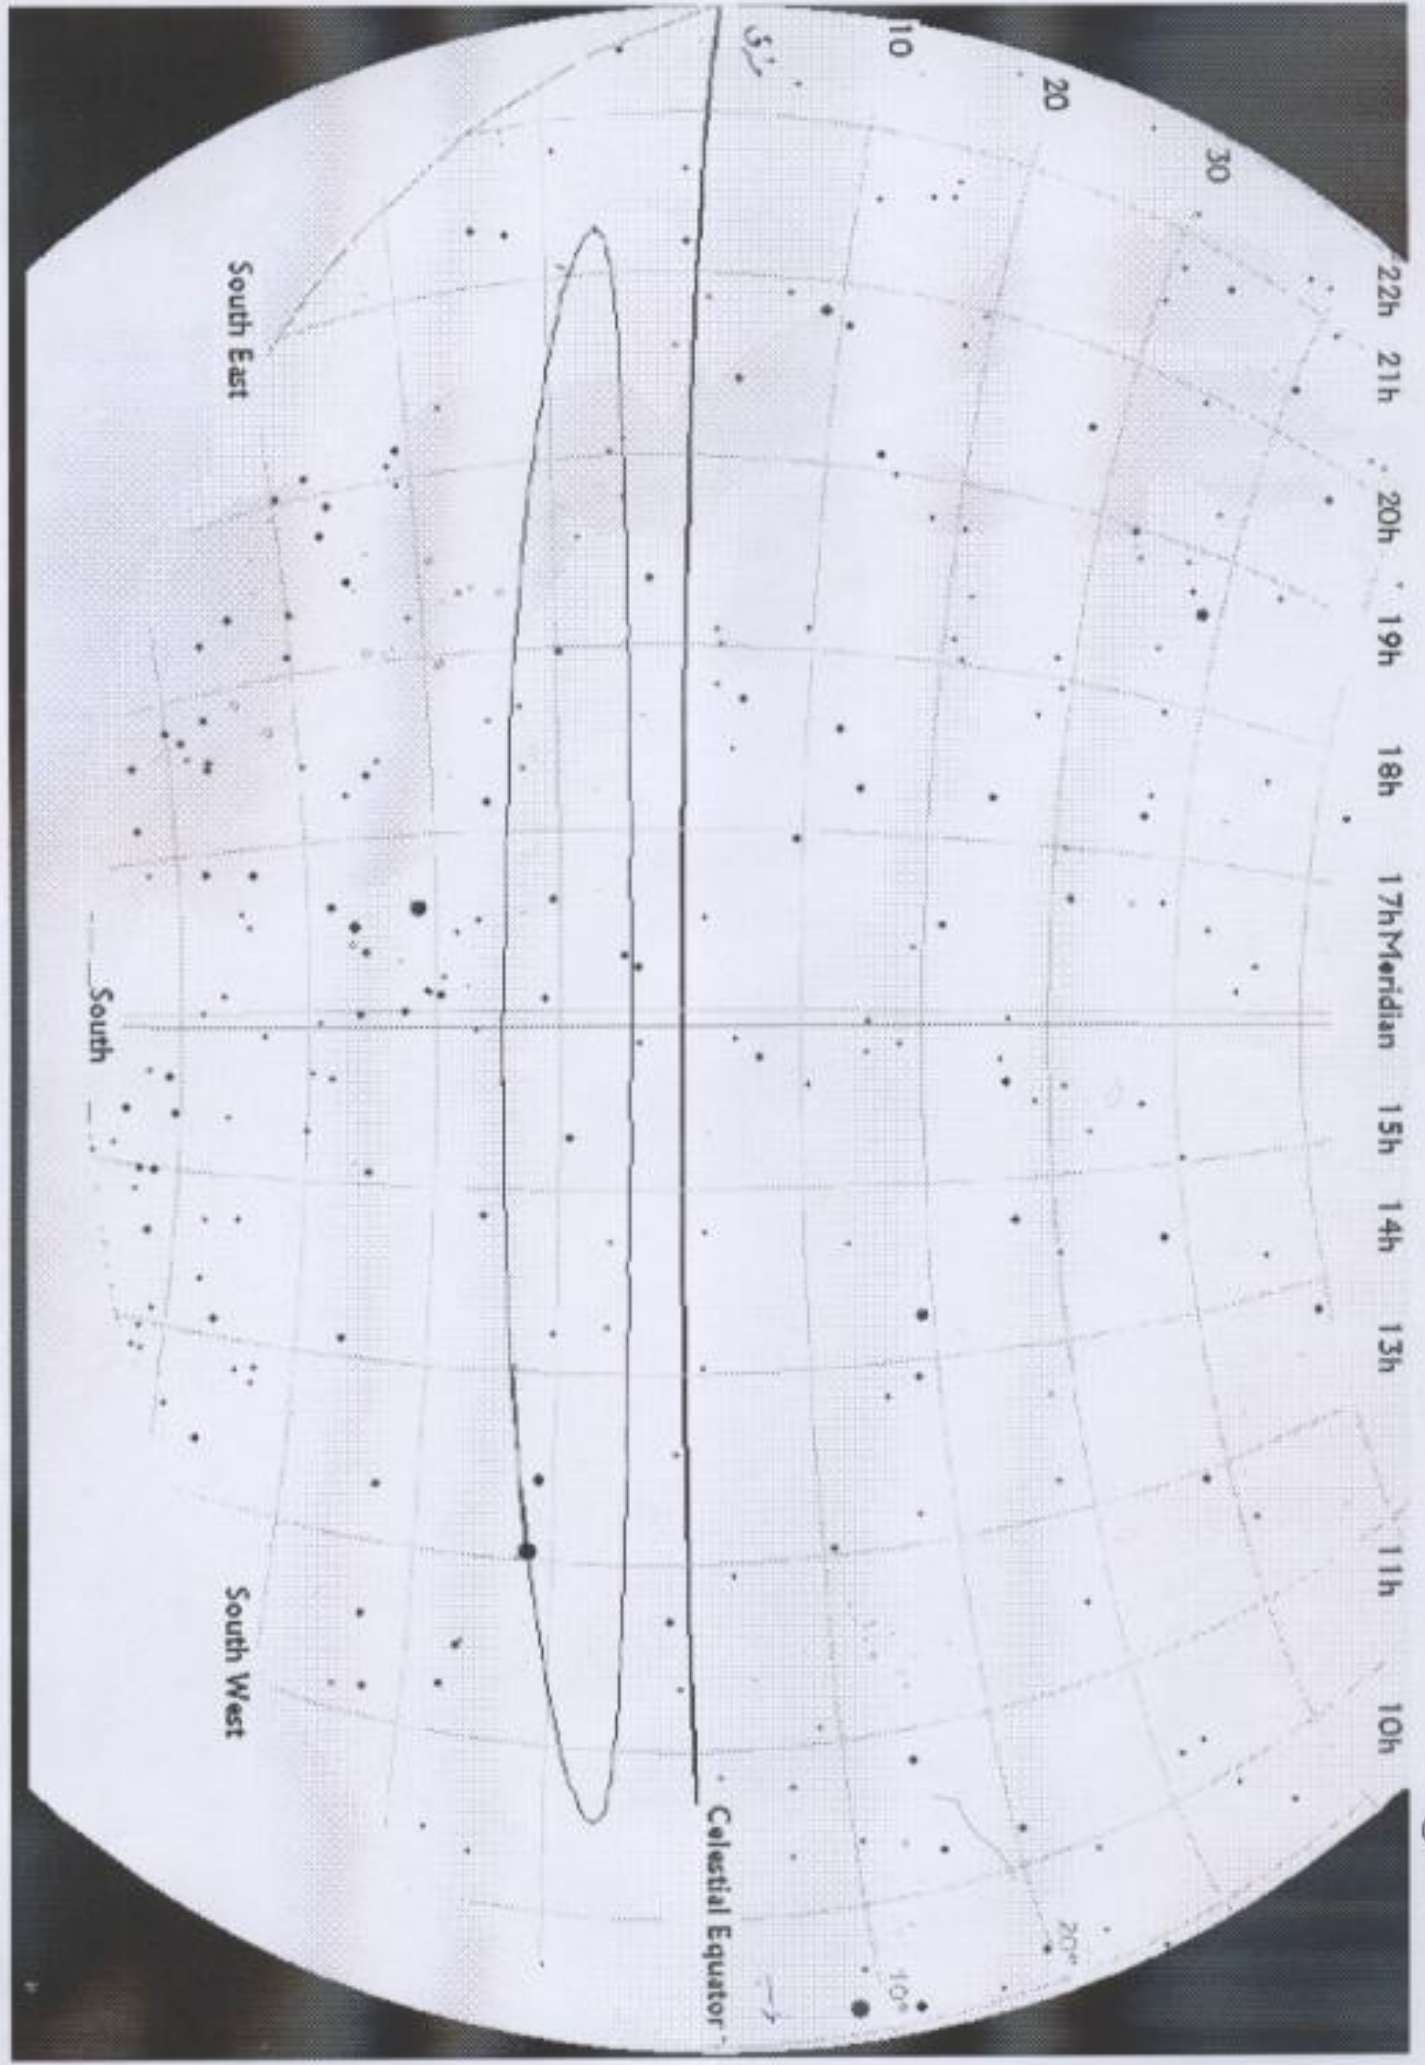 22h 21h 20h 19h 18h 17h Meridian 15h 14h 13h 11h 10h
30
20
20°
10
10°
شرق
Celestial Equator
South East
South West
South